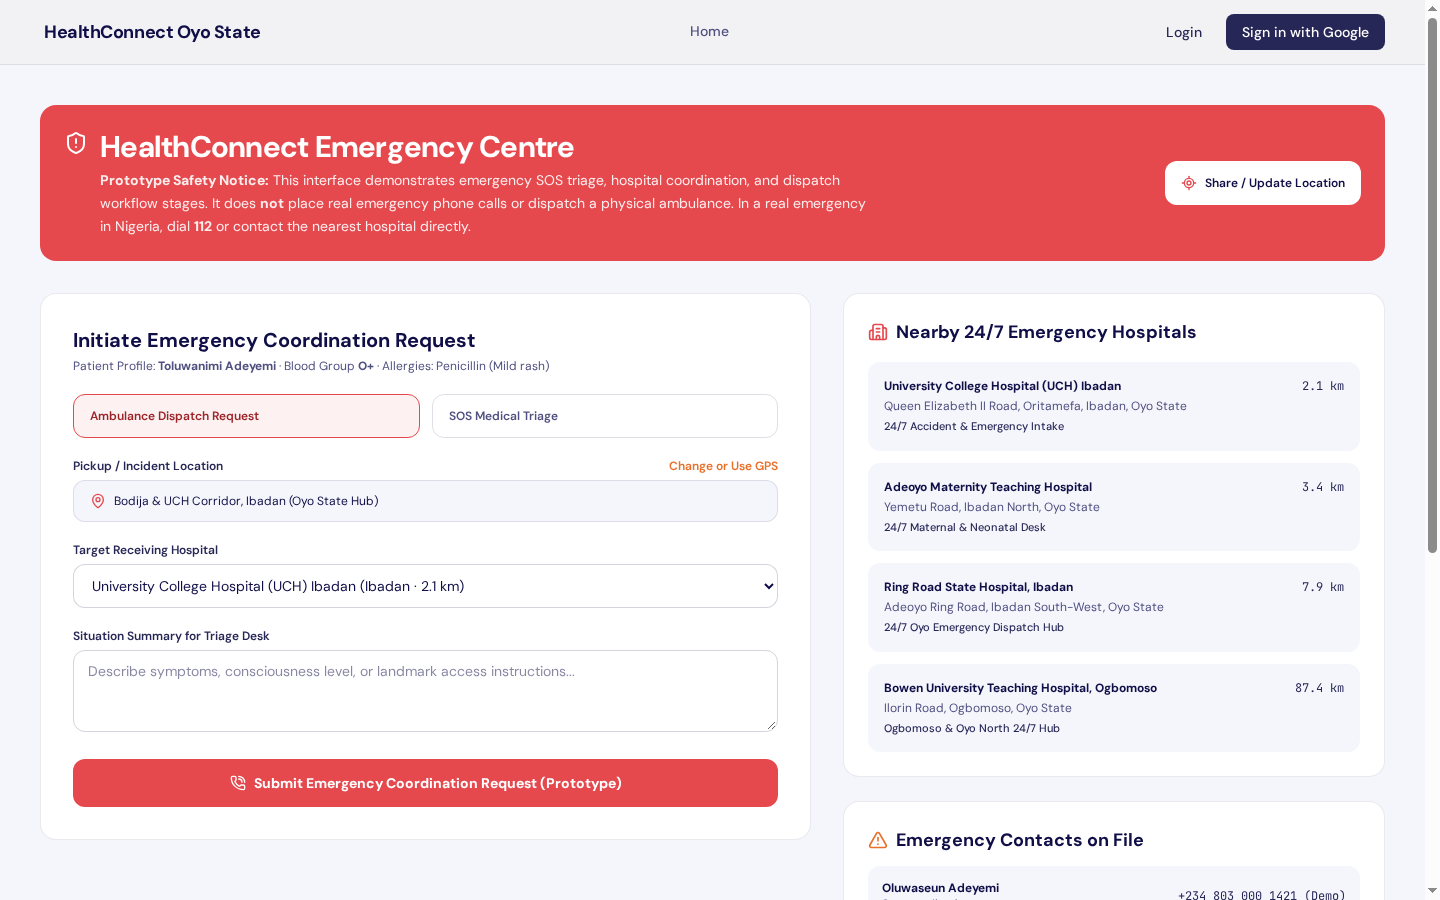 HealthConnect Oyo State
Home
Login
Sign in with Google
HealthConnect Emergency Centre
Prototype Safety Notice: This interface demonstrates emergency SOS triage, hospital coordination, and dispatch
workflow stages. It does not place real emergency phone calls or dispatch a physical ambulance. In a real emergency
in Nigeria, dial 112 or contact the nearest hospital directly.
Share / Update Location
Initiate Emergency Coordination Request
Patient Profile: Toluwanimi Adeyemi · Blood Group O+ · Allergies: Penicillin (Mild rash)
Ambulance Dispatch Request
SOS Medical Triage
Pickup / Incident Location
Change or Use GPS
Bodija & UCH Corridor, Ibadan (Oyo State Hub)
Target Receiving Hospital
University College Hospital (UCH) Ibadan (Ibadan · 2.1 km)
Situation Summary for Triage Desk
Describe symptoms, consciousness level, or landmark access instructions...
Submit Emergency Coordination Request (Prototype)
Nearby 24/7 Emergency Hospitals
University College Hospital (UCH) Ibadan
2.1 km
Queen Elizabeth II Road, Oritamefa, Ibadan, Oyo State
24/7 Accident & Emergency Intake
Adeoyo Maternity Teaching Hospital
3.4 km
Yemetu Road, Ibadan North, Oyo State
24/7 Maternal & Neonatal Desk
Ring Road State Hospital, Ibadan
7.9 km
Adeoyo Ring Road, Ibadan South-West, Oyo State
24/7 Oyo Emergency Dispatch Hub
Bowen University Teaching Hospital, Ogbomoso
87.4 km
Ilorin Road, Ogbomoso, Oyo State
Ogbomoso & Oyo North 24/7 Hub
Emergency Contacts on File
Oluwaseun Adeyemi
+234 803 000 1421 (Demo)